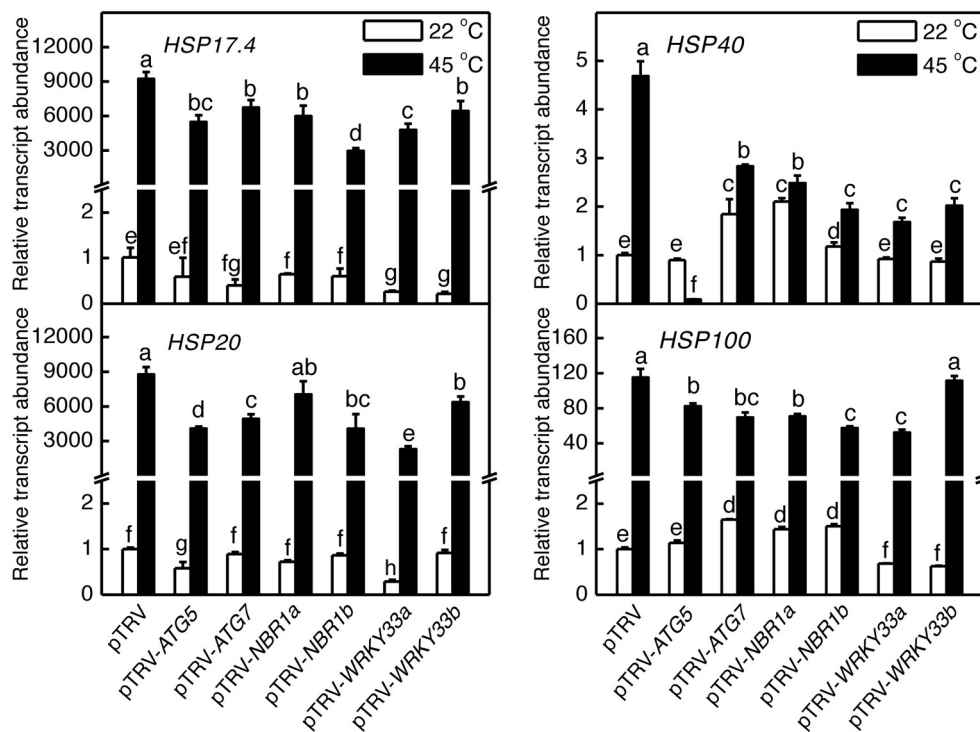 Relative transcript abundance
12000
9000
6000
3000
2
1
0
HSP17.4
22 °C
45 °C
a
bc
b
b
d
c
b
e
ef
fg
f
f
g
g
Relative transcript abundance
5
4
3
2
1
0
HSP40
22 °C
45 °C
a
b
b
c
c
c
c
c
d
e
e
f
e
e
Relative transcript abundance
12000
9000
6000
3000
2
1
0
HSP20
a
d
c
ab
bc
e
b
f
g
f
f
f
h
f
Relative transcript abundance
160
120
80
40
2
1
0
HSP100
a
b
bc
b
c
c
a
e
e
d
d
d
f
f
pTRV
pTRV-ATG5
pTRV-ATG7
pTRV-NBR1a
pTRV-NBR1b
pTRV-WRKY33a
pTRV-WRKY33b
pTRV
pTRV-ATG5
pTRV-ATG7
pTRV-NBR1a
pTRV-NBR1b
pTRV-WRKY33a
pTRV-WRKY33b